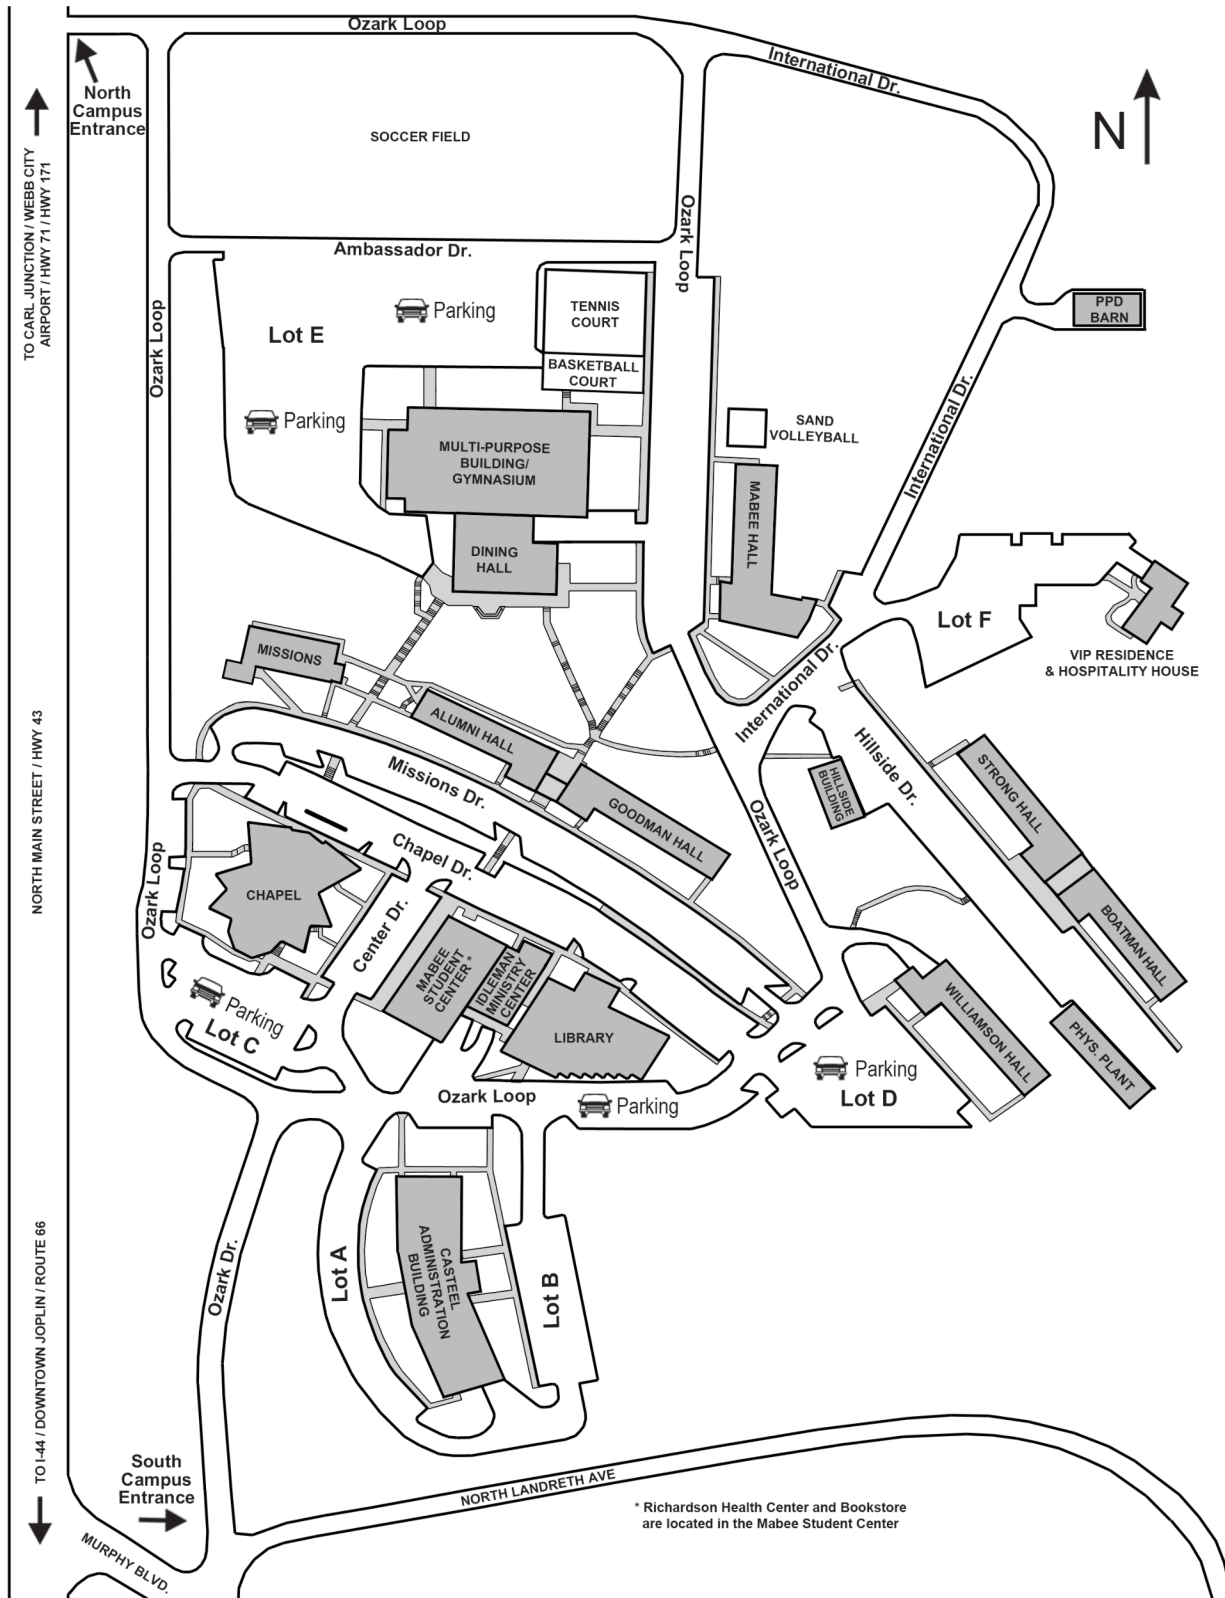 Ozark Loop
International Dr.
North
Campus
Entrance
N
TO CARL JUNCTION / WEBB CITY
AIRPORT / HWY 71 / HWY 171
SOCCER FIELD
Ozark Loop
Ambassador Dr.
Ozark Loop
Parking
Lot E
TENNIS
COURT
PPD
BARN
BASKETBALL
COURT
Parking
SAND
VOLLEYBALL
International Dr.
MULTI-PURPOSE
BUILDING/
GYMNASIUM
MABEE HALL
DINING
HALL
Lot F
MISSIONS
VIP RESIDENCE
& HOSPITALITY HOUSE
International Dr.
ALUMNI HALL
NORTH MAIN STREET / HWY 43
Missions Dr.
Hillside Dr.
HILLSIDE
BUILDING
STRONG HALL
GOODMAN HALL
Ozark Loop
Chapel Dr.
Ozark Loop
CHAPEL
BOATMAN HALL
Center Dr.
MABEE
STUDENT
CENTER *
IDLEMAN
MINISTRY
CENTER
LIBRARY
WILLIAMSON HALL
Parking
Lot C
PHYS. PLANT
Parking
Lot D
Ozark Loop
Parking
CASTEEL
ADMINISTRATION
BUILDING
Lot A
Lot B
Ozark Dr.
TO I-44 / DOWNTOWN JOPLIN / ROUTE 66
South
Campus
Entrance
NORTH LANDRETH AVE
* Richardson Health Center and Bookstore
are located in the Mabee Student Center
MURPHY BLVD.